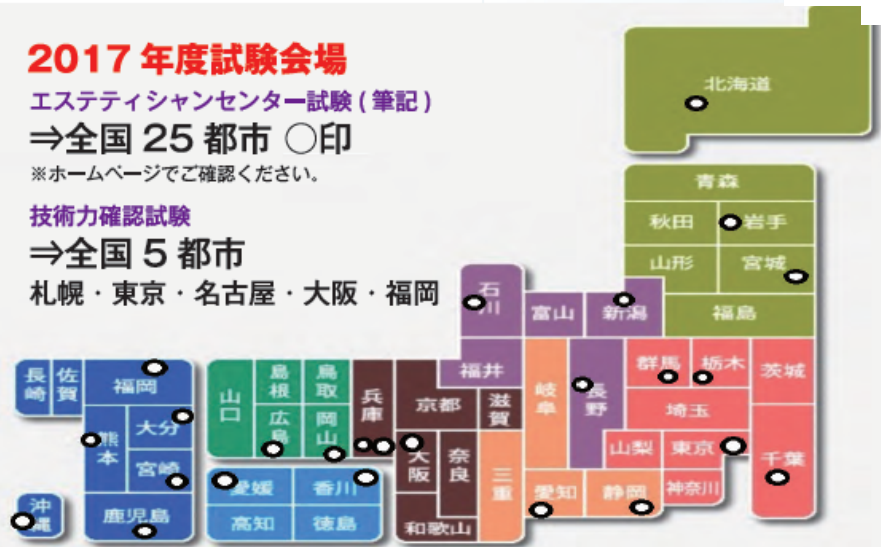 2017 年度試験会場
エステティシャンセンター試験 ( 筆記 )
⇒全国 25 都市 ○印
※ホームページでご確認ください。
技術力確認試験
⇒全国 5 都市
札幌・東京・名古屋・大阪・福岡
北海道
青森
秋田
岩手
山形
宮城
福島
石川
富山
新潟
福井
岐阜
長野
群馬
栃木
茨城
埼玉
山梨
東京
千葉
神奈川
愛知
静岡
三重
滋賀
京都
兵庫
大阪
奈良
和歌山
鳥取
島根
岡山
広島
山口
愛媛
香川
高知
徳島
福岡
佐賀
長崎
大分
熊本
宮崎
鹿児島
沖縄